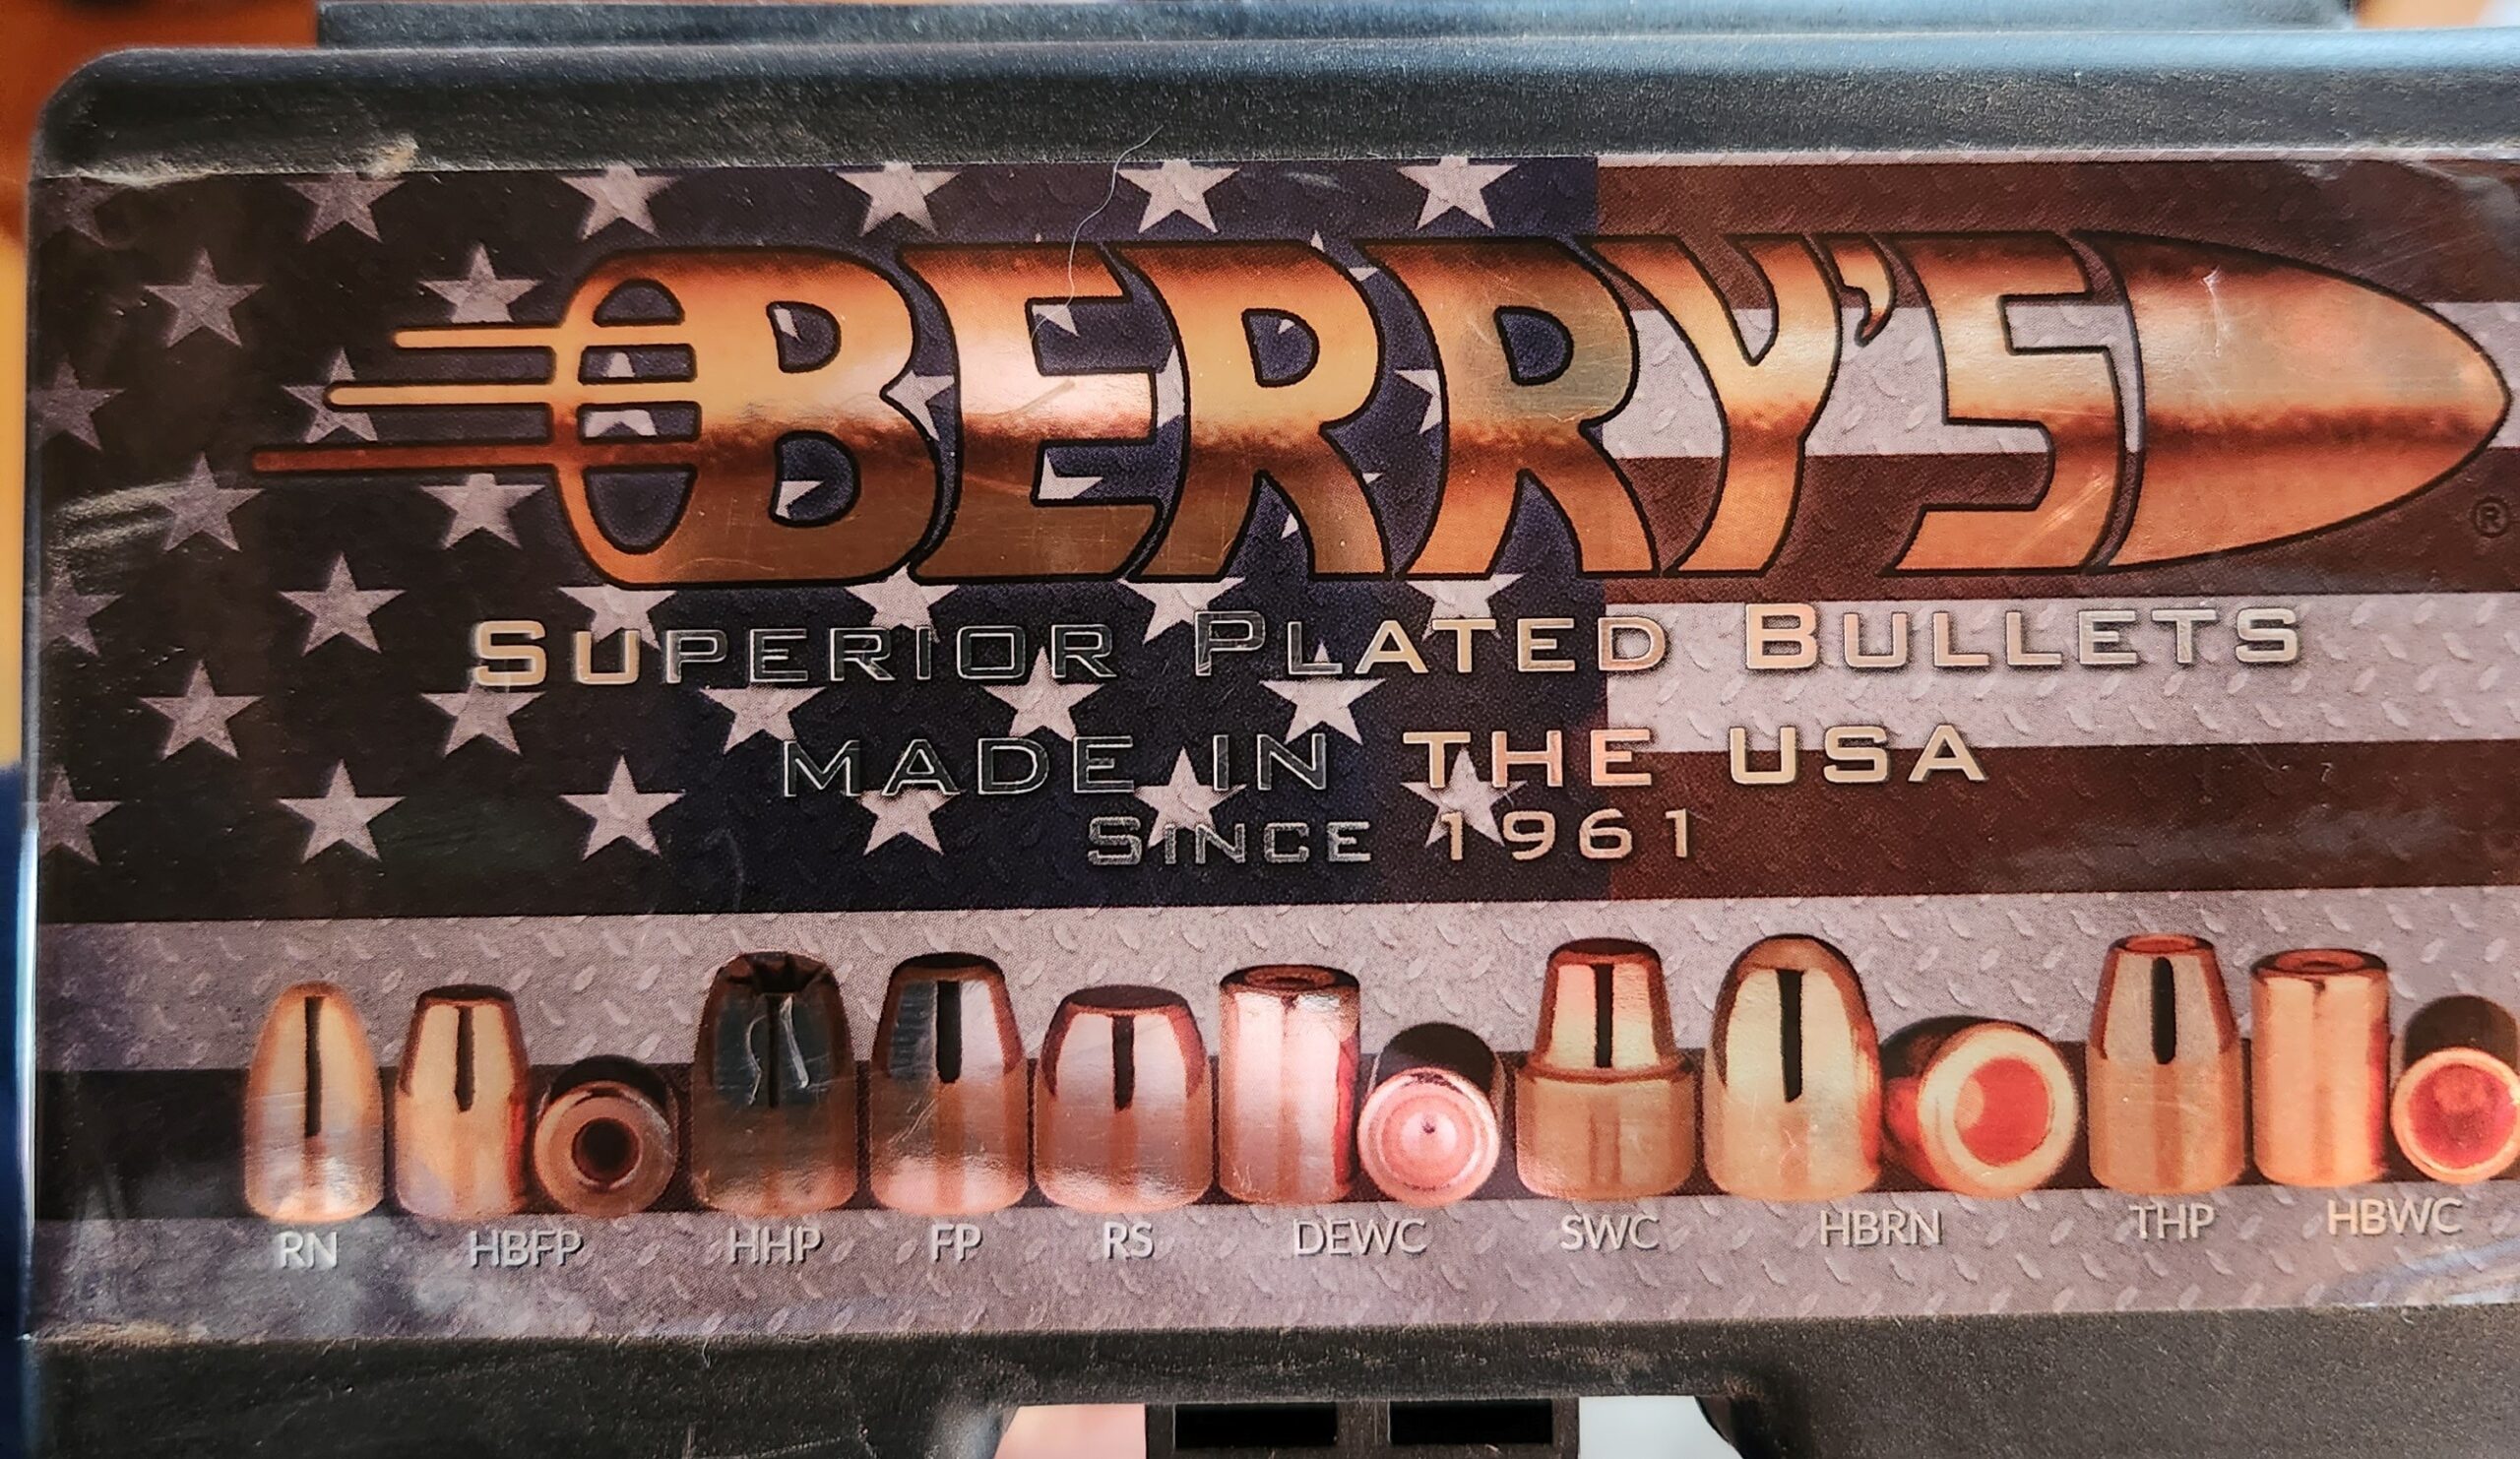 BERRY'S
®
SUPERIOR PLATED BULLETS
MADE IN THE USA
SINCE 1961
RN HBFP HHP FP RS DEWC SWC HBRN THP HBWC